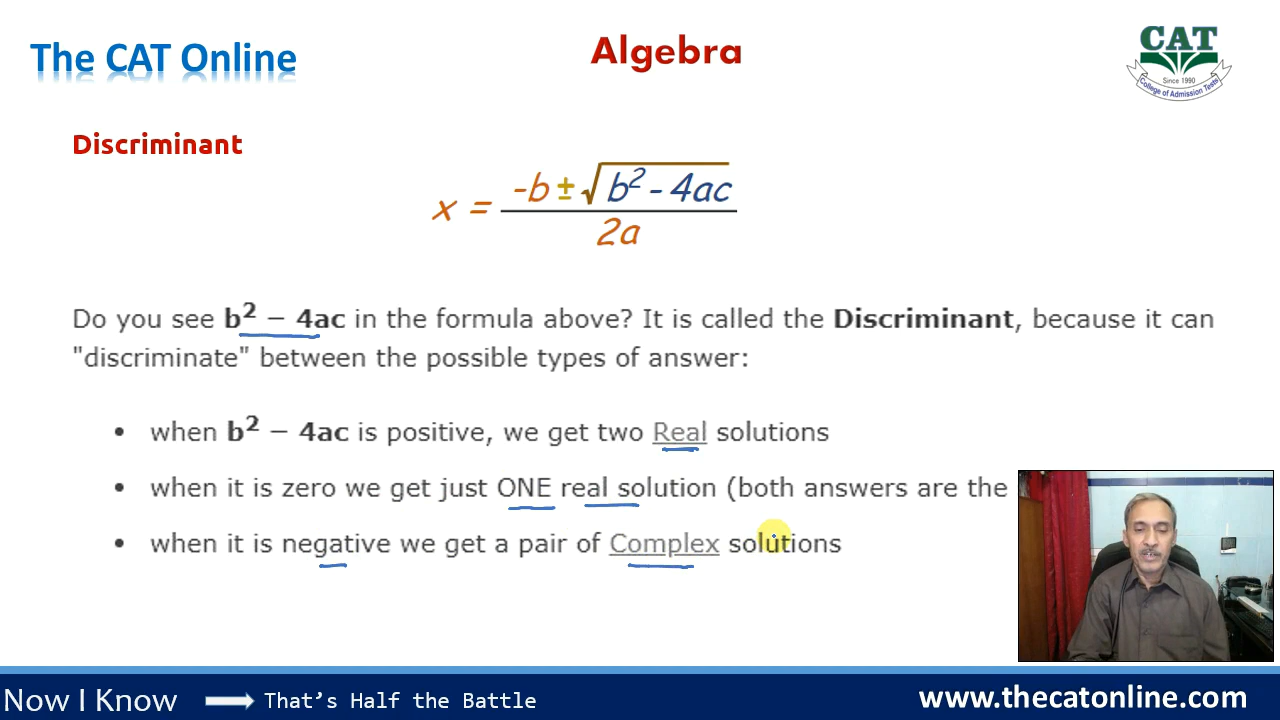 The CAT Online
Algebra
CAT
Since 1990
College of Admission Tests
Discriminant
x = (-b ± √(b² - 4ac)) / 2a
Do you see b² − 4ac in the formula above? It is called the Discriminant, because it can
"discriminate" between the possible types of answer:
• when b² − 4ac is positive, we get two Real solutions
• when it is zero we get just ONE real solution (both answers are the
• when it is negative we get a pair of Complex solutions
Now I Know
That's Half the Battle
www.thecatonline.com